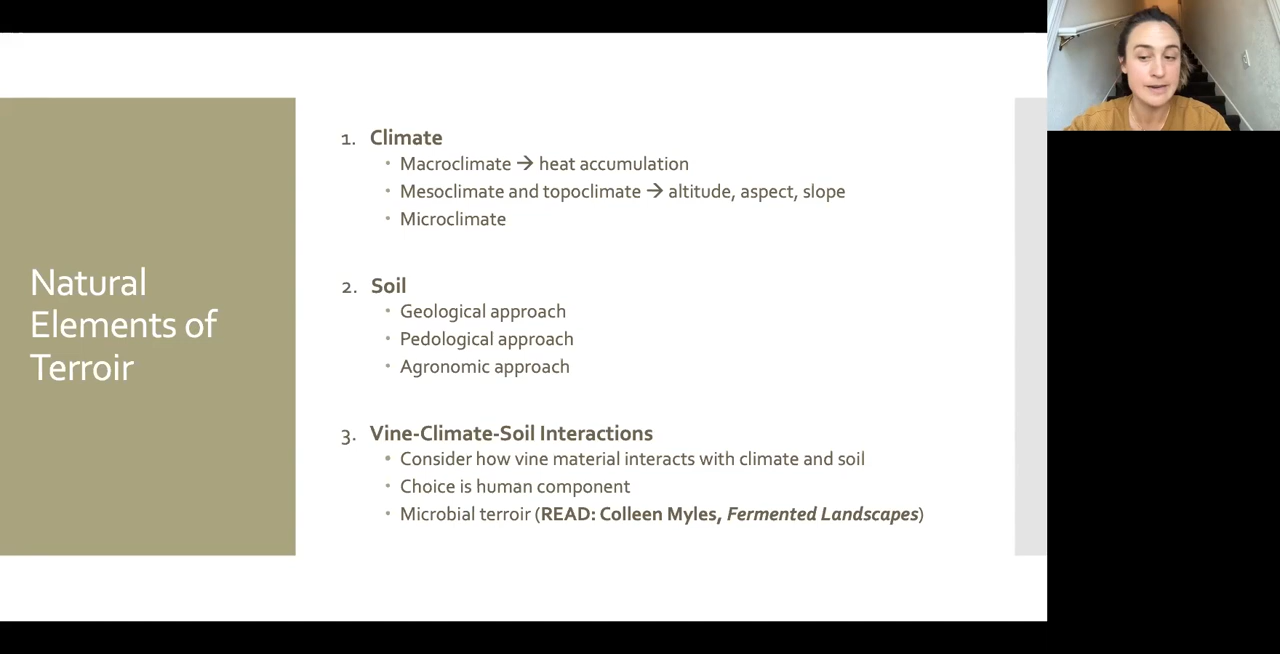 Natural
Elements of
Terroir
1. Climate
• Macroclimate → heat accumulation
• Mesoclimate and topoclimate → altitude, aspect, slope
• Microclimate
2. Soil
• Geological approach
• Pedological approach
• Agronomic approach
3. Vine-Climate-Soil Interactions
• Consider how vine material interacts with climate and soil
• Choice is human component
• Microbial terroir (READ: Colleen Myles, Fermented Landscapes)